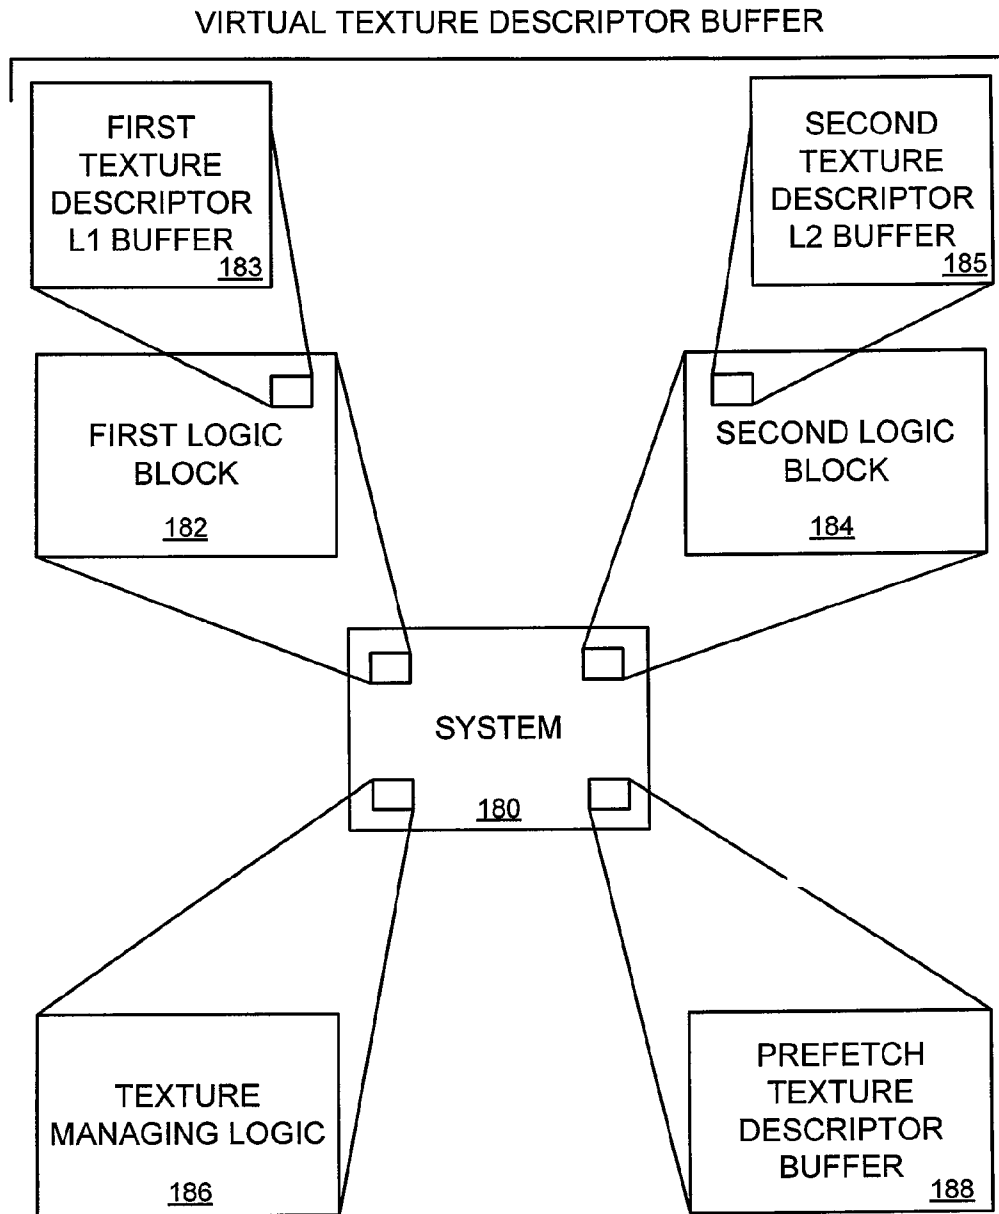 VIRTUAL TEXTURE DESCRIPTOR BUFFER
FIRST
TEXTURE
DESCRIPTOR
L1 BUFFER
183
SECOND
TEXTURE
DESCRIPTOR
L2 BUFFER
185
FIRST LOGIC
BLOCK
182
SECOND LOGIC
BLOCK
184
SYSTEM
180
TEXTURE
MANAGING LOGIC
186
PREFETCH
TEXTURE
DESCRIPTOR
BUFFER
188